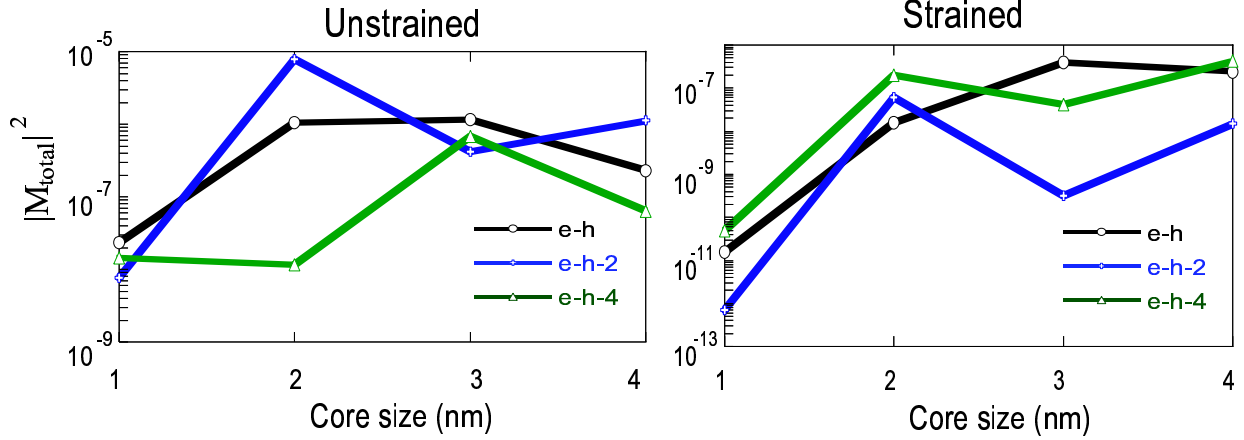 Unstrained
Strained
|M_total|^2
10^-5
10^-7
10^-9
e-h
e-h-2
e-h-4
1 2 3 4
Core size (nm)
10^-7
10^-9
10^-11
10^-13
e-h
e-h-2
e-h-4
1 2 3 4
Core size (nm)